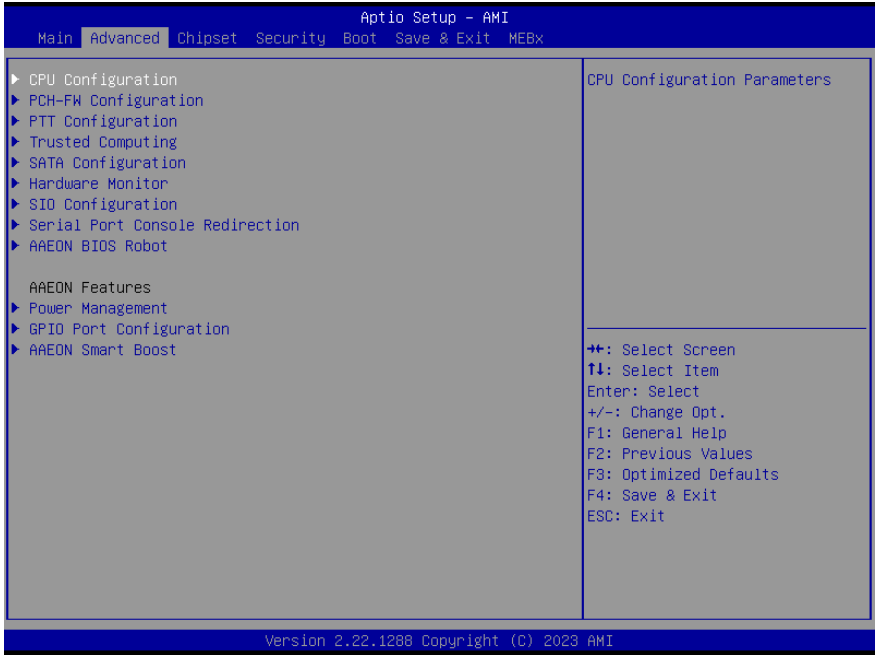 Aptio Setup – AMI
Main Advanced Chipset Security Boot Save & Exit MEBx
CPU Configuration
PCH-FW Configuration
PTT Configuration
Trusted Computing
SATA Configuration
Hardware Monitor
SIO Configuration
Serial Port Console Redirection
AAEON BIOS Robot
AAEON Features
Power Management
GPIO Port Configuration
AAEON Smart Boost
CPU Configuration Parameters
→←: Select Screen
↑↓: Select Item
Enter: Select
+/-: Change Opt.
F1: General Help
F2: Previous Values
F3: Optimized Defaults
F4: Save & Exit
ESC: Exit
Version 2.22.1288 Copyright (C) 2023 AMI